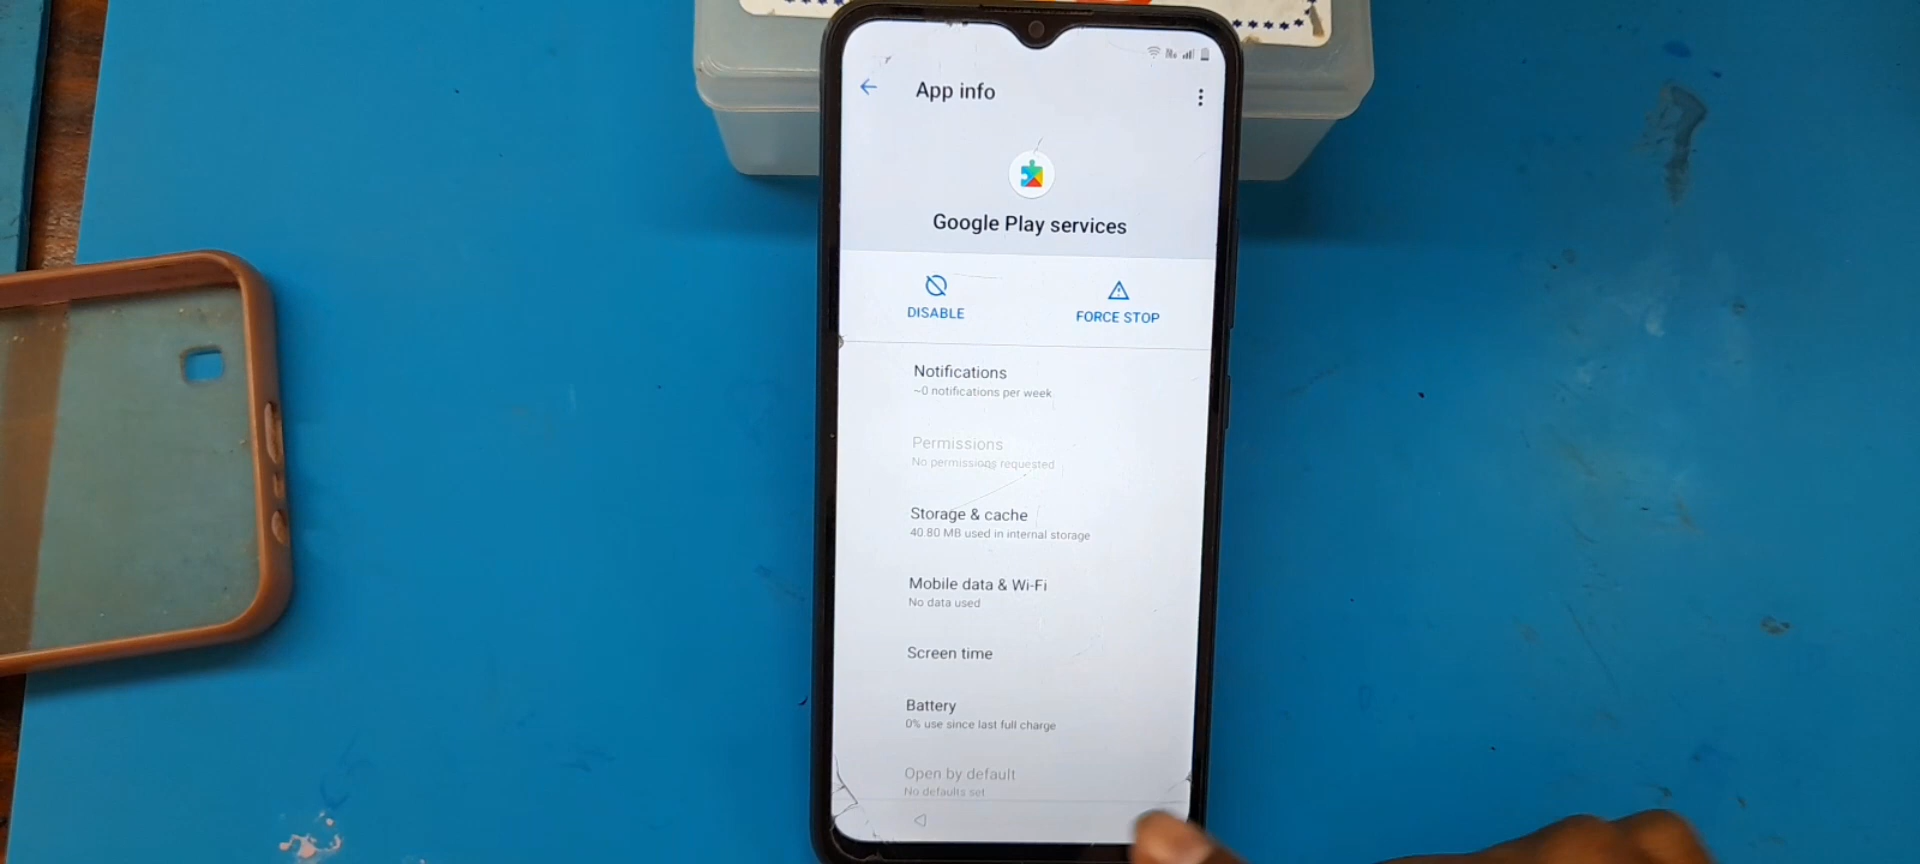 App info
Google Play services
DISABLE
FORCE STOP
Notifications
~0 notifications per week
Permissions
No permissions requested
Storage & cache
40.80 MB used in internal storage
Mobile data & Wi-Fi
No data used
Screen time
Battery
0% use since last full charge
Open by default
No defaults set